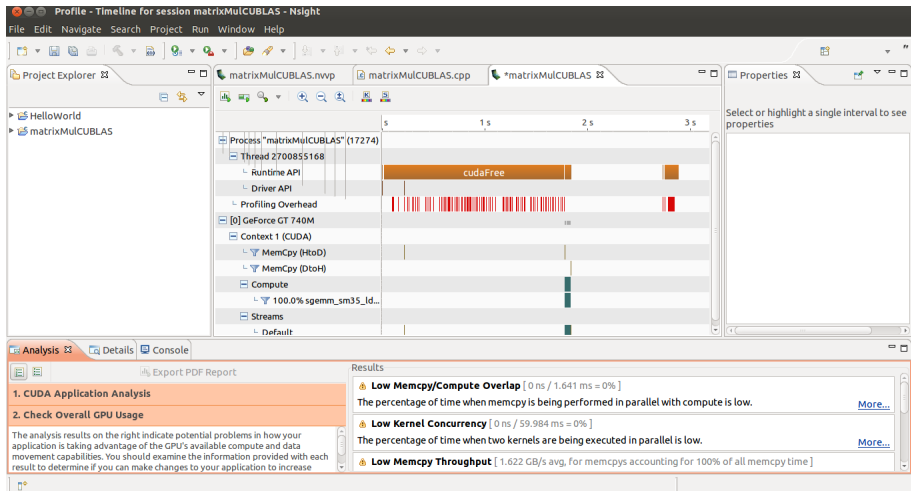 Profile - Timeline for session matrixMulCUBLAS - Nsight
File Edit Navigate Search Project Run Window Help
Project Explorer
matrixMulCUBLAS.nvvp
matrixMulCUBLAS.cpp
*matrixMulCUBLAS
Properties
HelloWorld
matrixMulCUBLAS
Select or highlight a single interval to see
properties
s 1 s 2 s 3 s
Process "matrixMulCUBLAS" (17274)
Thread 2700855168
Runtime API
cudaFree
Driver API
Profiling Overhead
[0] GeForce GT 740M
Context 1 (CUDA)
MemCpy (HtoD)
MemCpy (DtoH)
Compute
100.0% sgemm_sm35_ld...
Streams
Default
Analysis
Details
Console
Export PDF Report
Results
1. CUDA Application Analysis
2. Check Overall GPU Usage
The analysis results on the right indicate potential problems in how your
application is taking advantage of the GPU's available compute and data
movement capabilities. You should examine the information provided with each
result to determine if you can make changes to your application to increase
Low Memcpy/Compute Overlap [ 0 ns / 1.641 ms = 0% ]
The percentage of time when memcpy is being performed in parallel with compute is low.
More...
Low Kernel Concurrency [ 0 ns / 59.984 ms = 0% ]
The percentage of time when two kernels are being executed in parallel is low.
More...
Low Memcpy Throughput [ 1.622 GB/s avg, for memcpys accounting for 100% of all memcpy time ]